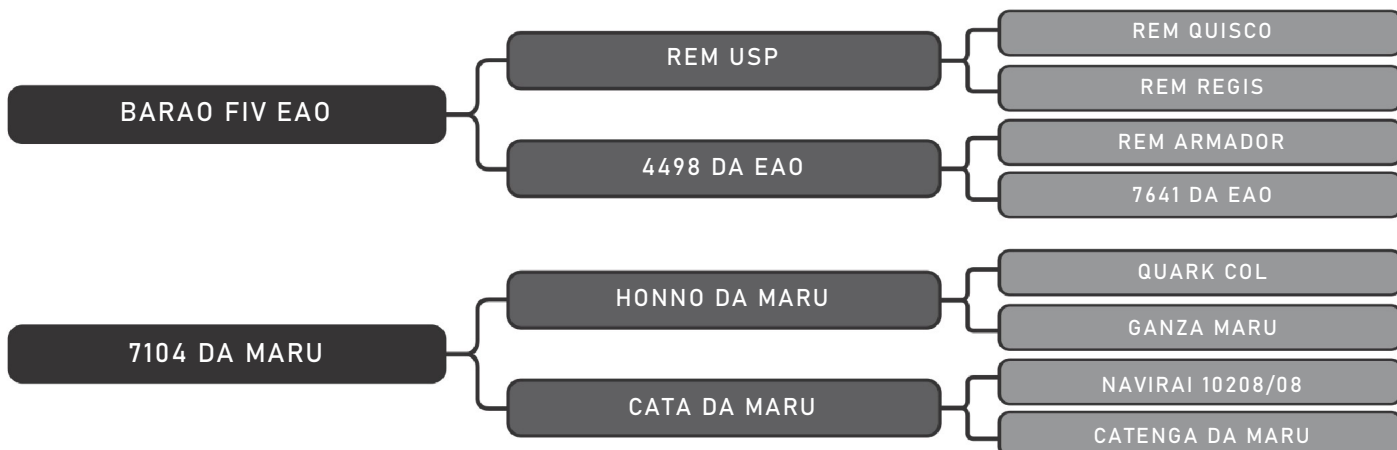 BARAO FIV EAO
REM USP
4498 DA EAO
REM QUISCO
REM REGIS
REM ARMADOR
7641 DA EAO
7104 DA MARU
HONNO DA MARU
CATA DA MARU
QUARK COL
GANZA MARU
NAVIRAI 10208/08
CATENGA DA MARU